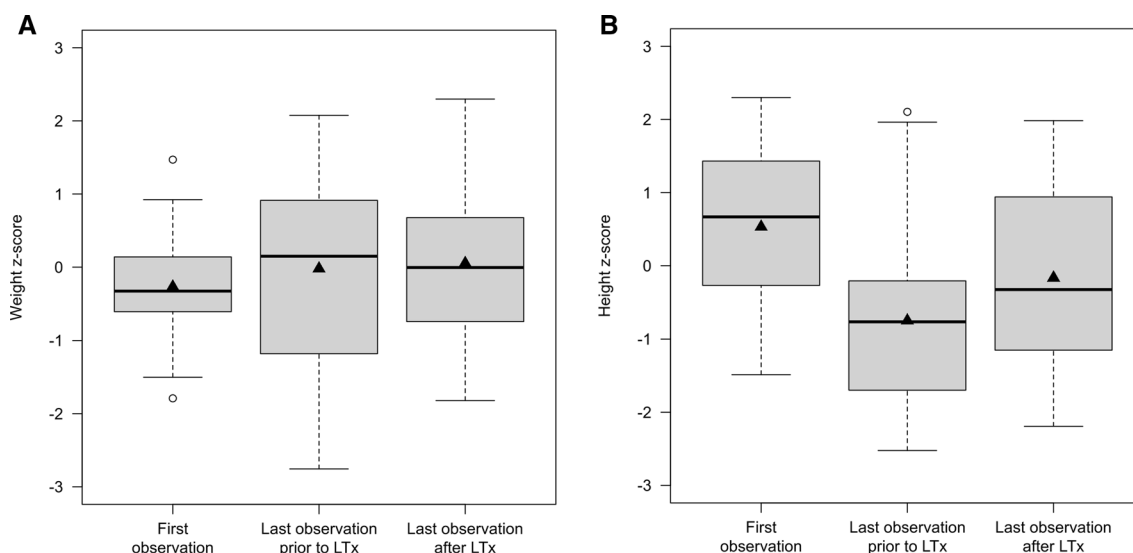 A
Weight z-score
3
2
1
0
-1
-2
-3
First
observation
Last observation
prior to LTx
Last observation
after LTx
B
Height z-score
3
2
1
0
-1
-2
-3
First
observation
Last observation
prior to LTx
Last observation
after LTx